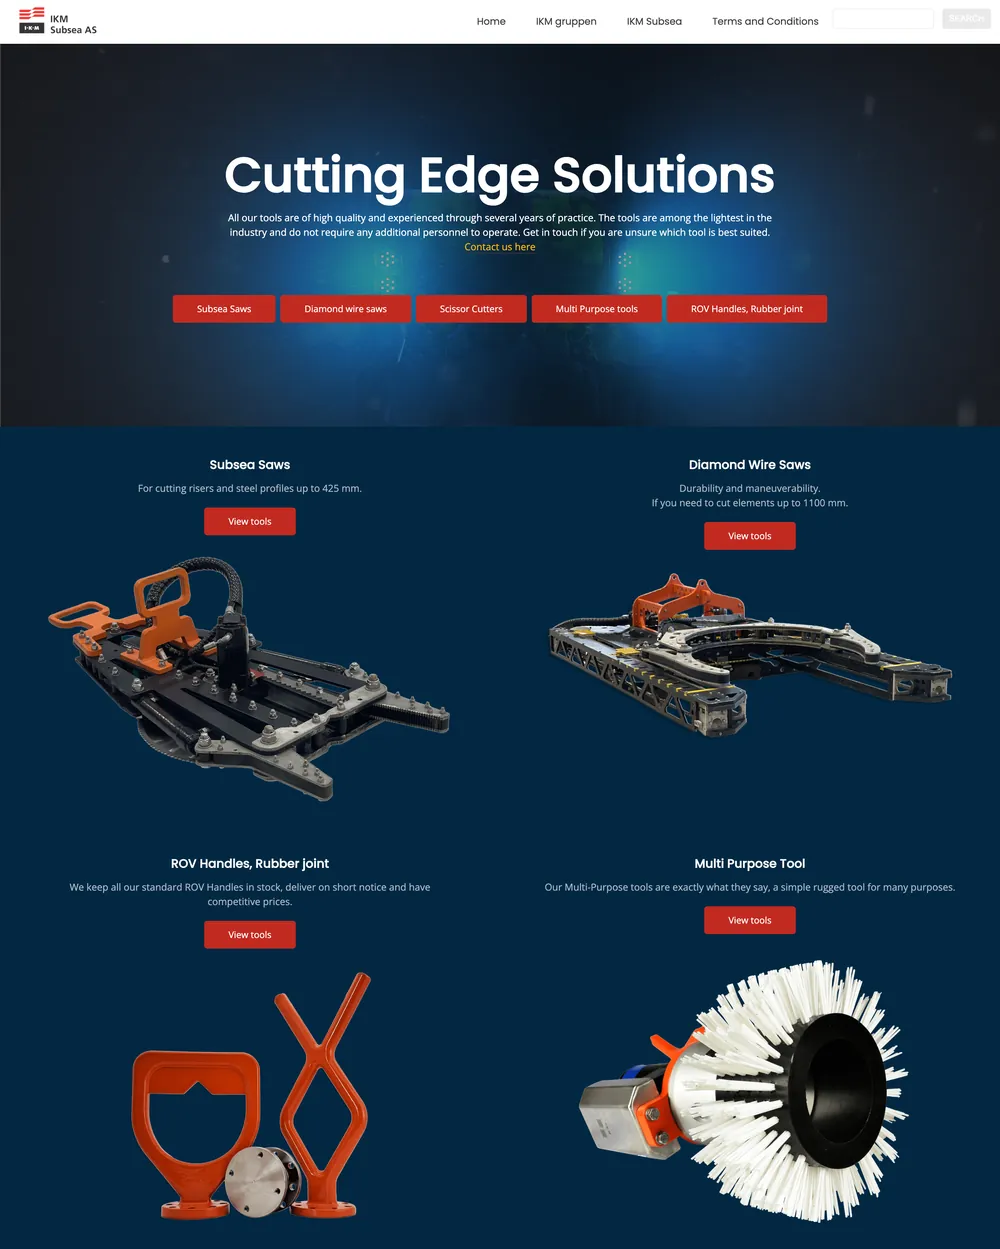 IKM
Subsea AS
I·K·M
Home
IKM gruppen
IKM Subsea
Terms and Conditions
SEARCH
Cutting Edge Solutions
All our tools are of high quality and experienced through several years of practice. The tools are among the lightest in the
industry and do not require any additional personnel to operate. Get in touch if you are unsure which tool is best suited.
Contact us here
Subsea Saws
Diamond wire saws
Scissor Cutters
Multi Purpose tools
ROV Handles, Rubber joint
Subsea Saws
For cutting risers and steel profiles up to 425 mm.
View tools
Diamond Wire Saws
Durability and maneuverability.
If you need to cut elements up to 1100 mm.
View tools
ROV Handles, Rubber joint
We keep all our standard ROV Handles in stock, deliver on short notice and have
competitive prices.
View tools
Multi Purpose Tool
Our Multi-Purpose tools are exactly what they say, a simple rugged tool for many purposes.
View tools